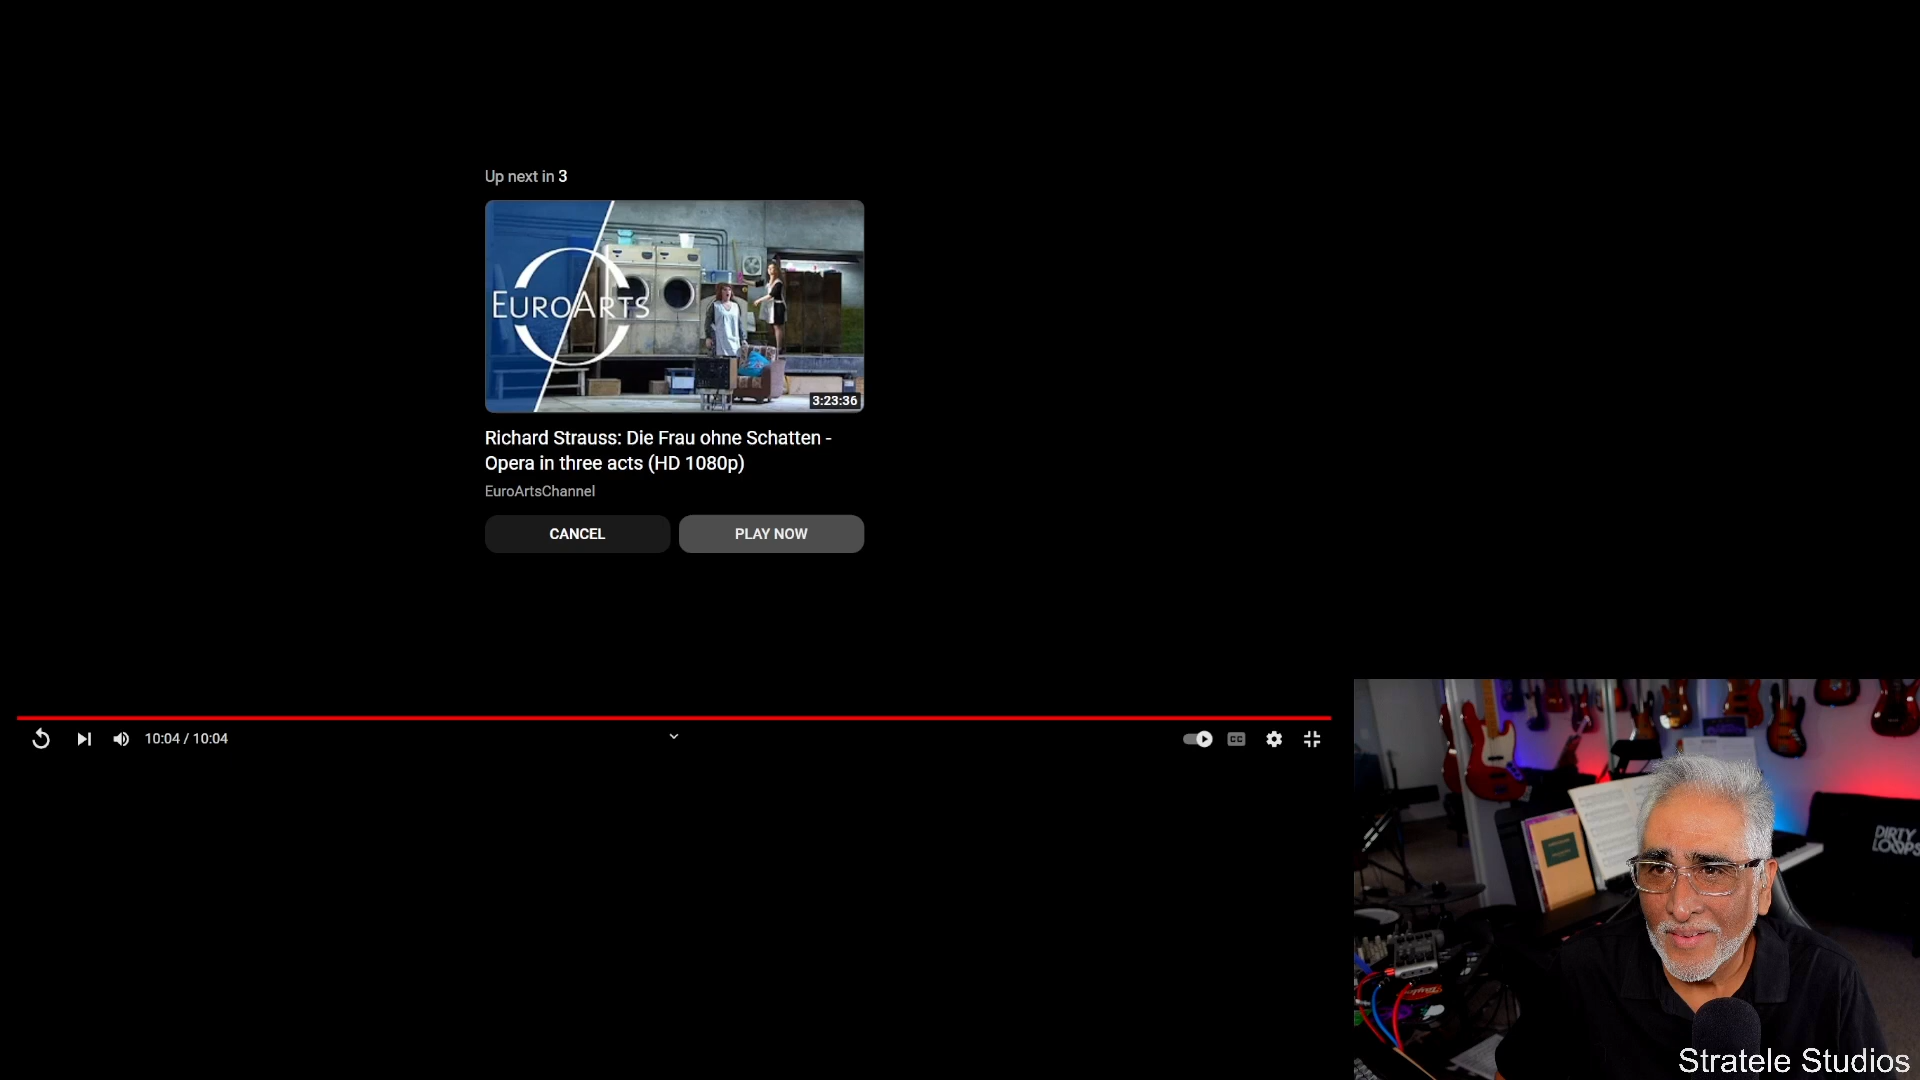 Up next in 3
EUROARTS
3:23:36
Richard Strauss: Die Frau ohne Schatten -
Opera in three acts (HD 1080p)
EuroArtsChannel
CANCEL
PLAY NOW
10:04 / 10:04
CC
DIRTY
LOOPS
Stratele Studios